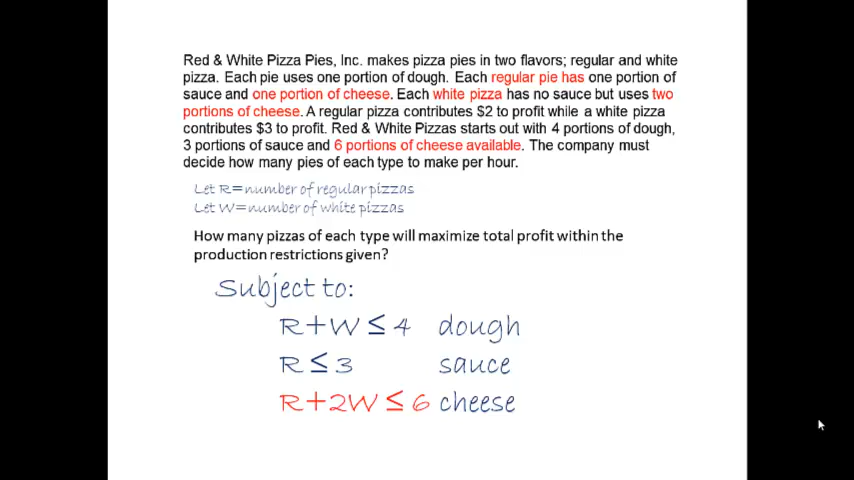 Red & White Pizza Pies, Inc. makes pizza pies in two flavors; regular and white
pizza. Each pie uses one portion of dough. Each regular pie has one portion of
sauce and one portion of cheese. Each white pizza has no sauce but uses two
portions of cheese. A regular pizza contributes $2 to profit while a white pizza
contributes $3 to profit. Red & White Pizzas starts out with 4 portions of dough,
3 portions of sauce and 6 portions of cheese available. The company must
decide how many pies of each type to make per hour.
Let R=number of regular pizzas
Let W=number of white pizzas
How many pizzas of each type will maximize total profit within the
production restrictions given?
Subject to:
R+W ≤ 4 dough
R ≤ 3 sauce
R+2W ≤ 6 cheese